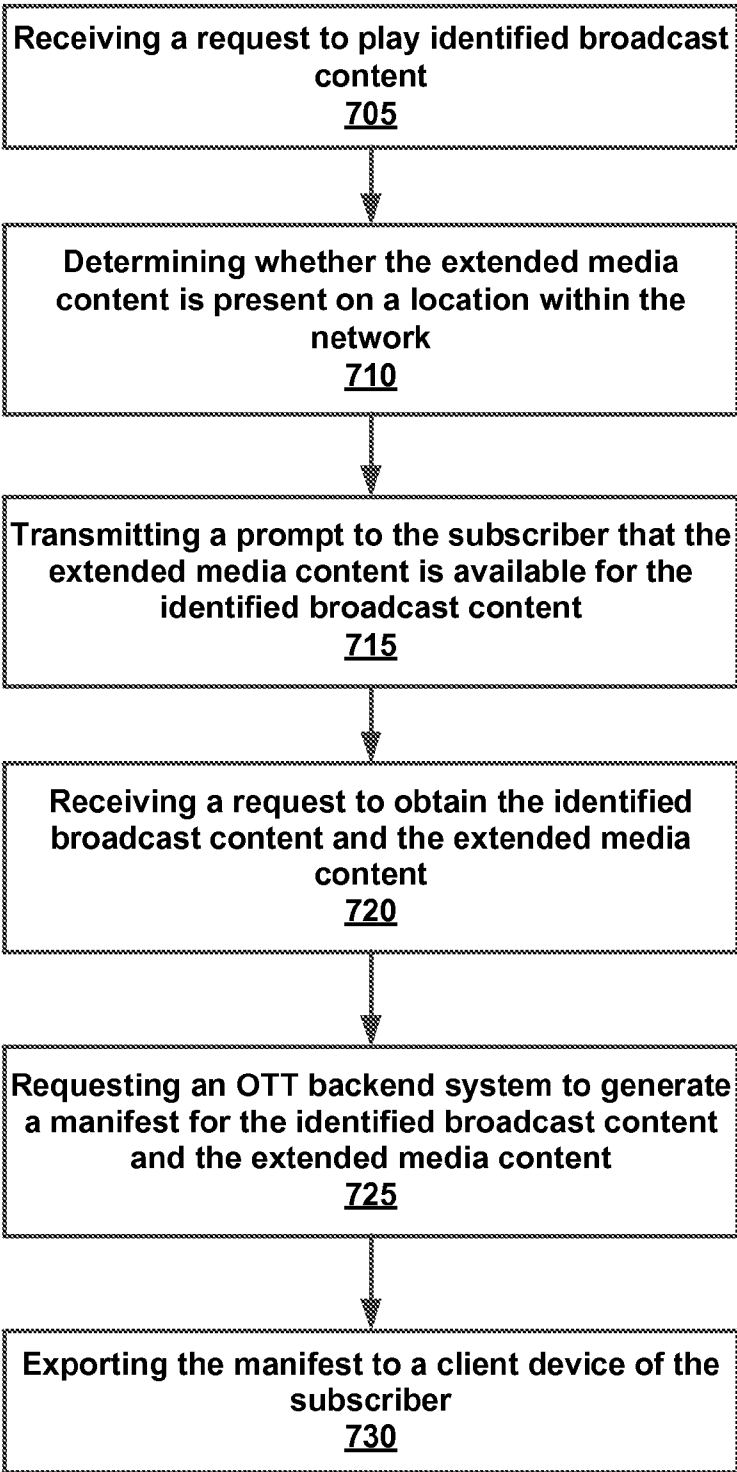 Receiving a request to play identified broadcast
content
705
Determining whether the extended media
content is present on a location within the
network
710
Transmitting a prompt to the subscriber that the
extended media content is available for the
identified broadcast content
715
Receiving a request to obtain the identified
broadcast content and the extended media
content
720
Requesting an OTT backend system to generate
a manifest for the identified broadcast content
and the extended media content
725
Exporting the manifest to a client device of the
subscriber
730